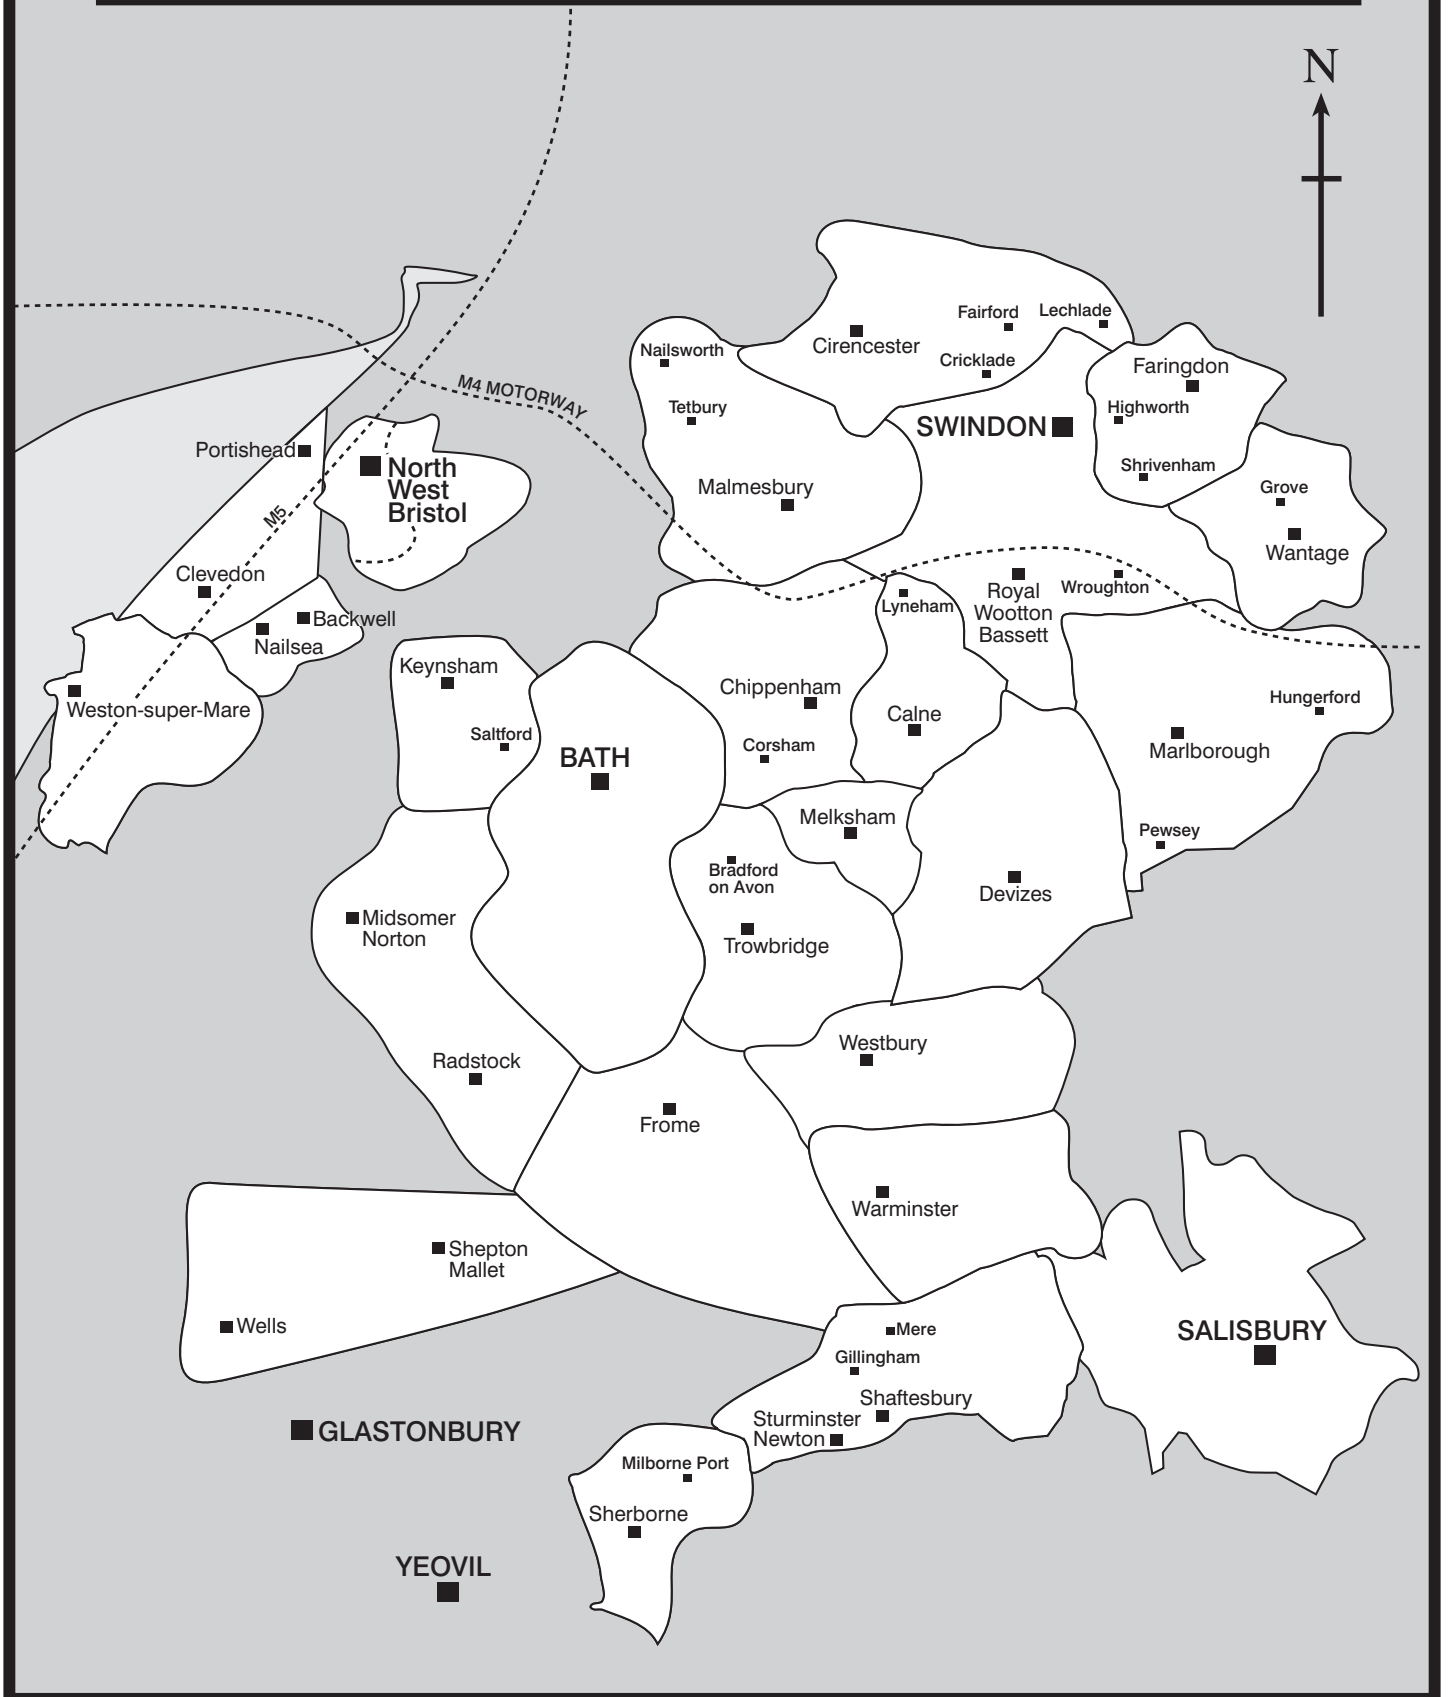 N
Fairford
Lechlade
Cirencester
Nailsworth
Cricklade
Faringdon
M4 MOTORWAY
Tetbury
Highworth
SWINDON
Portishead
North
West
Bristol
Shrivenham
Malmesbury
Grove
M5
Wantage
Clevedon
Royal
Wootton
Bassett
Wroughton
Lyneham
Backwell
Nailsea
Keynsham
Chippenham
Hungerford
Weston-super-Mare
Calne
Saltford
Corsham
Marlborough
BATH
Melksham
Pewsey
Bradford
on Avon
Devizes
Midsomer
Norton
Trowbridge
Westbury
Radstock
Frome
Warminster
Shepton
Mallet
Wells
Mere
SALISBURY
Gillingham
Shaftesbury
Sturminster
Newton
GLASTONBURY
Milborne Port
Sherborne
YEOVIL